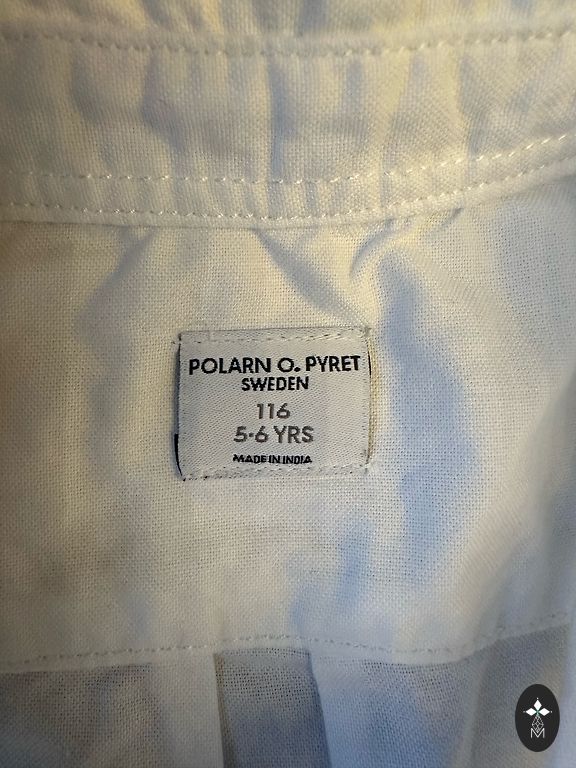 POLARN O. PYRET
SWEDEN
116
5-6 YRS
MADE IN INDIA
M